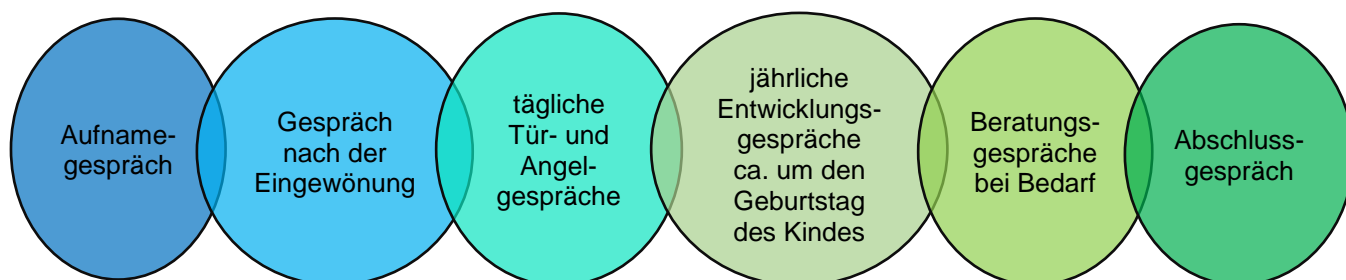 Aufname-
gespräch
Gespräch
nach der
Eingewönung
tägliche
Tür- und
Angel-
gespräche
jährliche
Entwicklungs-
gespräche
ca. um den
Geburtstag
des Kindes
Beratungs-
gespräche
bei Bedarf
Abschluss-
gespräch